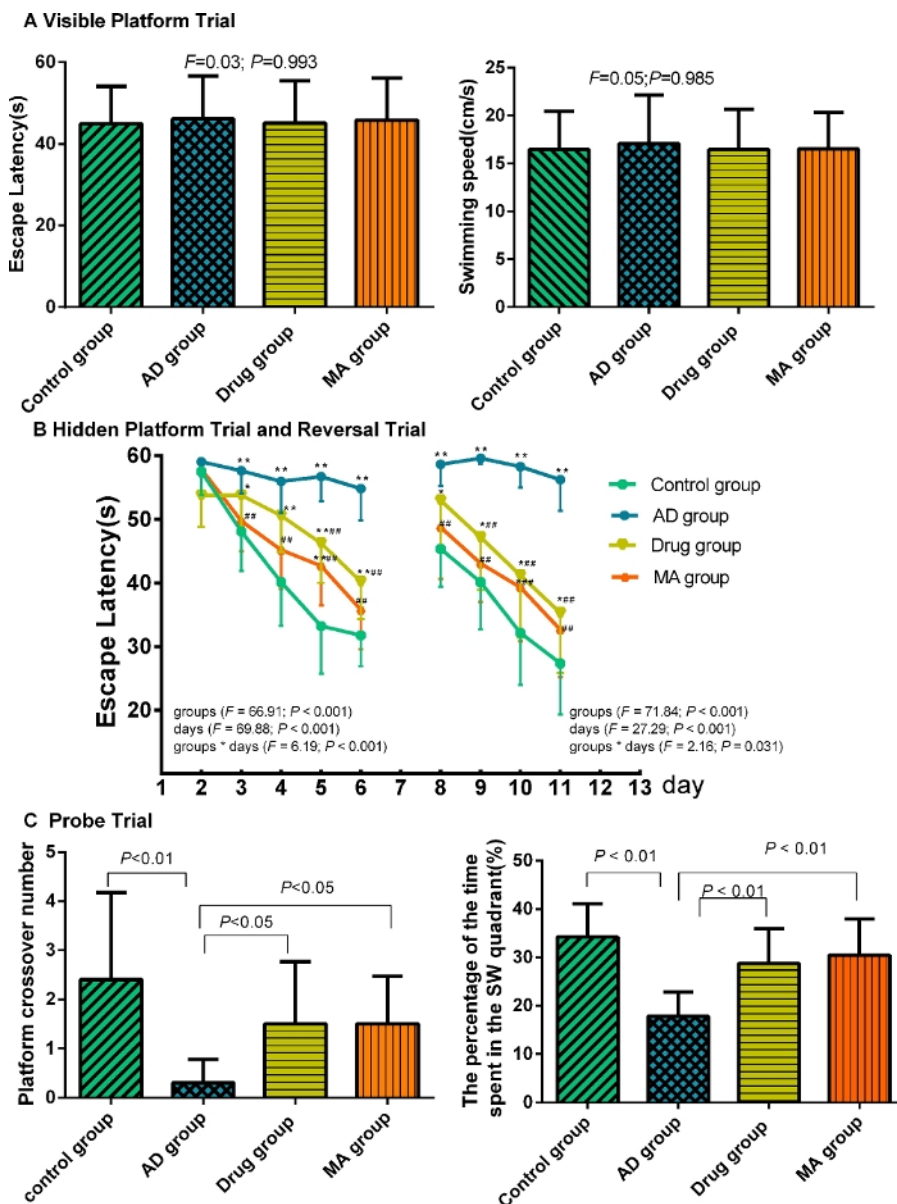 A Visible Platform Trial
Escape Latency(s)
60
40
20
0
F=0.03; P=0.993
Control group
AD group
Drug group
MA group
Swimming speed(cm/s)
25
20
15
10
5
0
F=0.05;P=0.985
Control group
AD group
Drug group
MA group
B Hidden Platform Trial and Reversal Trial
Escape Latency(s)
60
50
40
30
20
** ** ** **
* ** **## **##
## ## **## ##
** ** ** **
* *## *## *##
## ## *## ##
Control group
AD group
Drug group
MA group
groups (F = 66.91; P < 0.001)
days (F = 69.88; P < 0.001)
groups * days (F = 6.19; P < 0.001)
groups (F = 71.84; P < 0.001)
days (F = 27.29; P < 0.001)
groups * days (F = 2.16; P = 0.031)
1 2 3 4 5 6 7 8 9 10 11 12 13 day
C Probe Trial
Platform crossover number
5
4
3
2
1
0
P<0.01
P<0.05
P<0.05
control group
AD group
Drug group
MA group
The percentage of the time
spent in the SW quadrant(%)
50
40
30
20
10
0
P < 0.01
P < 0.01
P < 0.01
Control group
AD group
Drug group
MA group